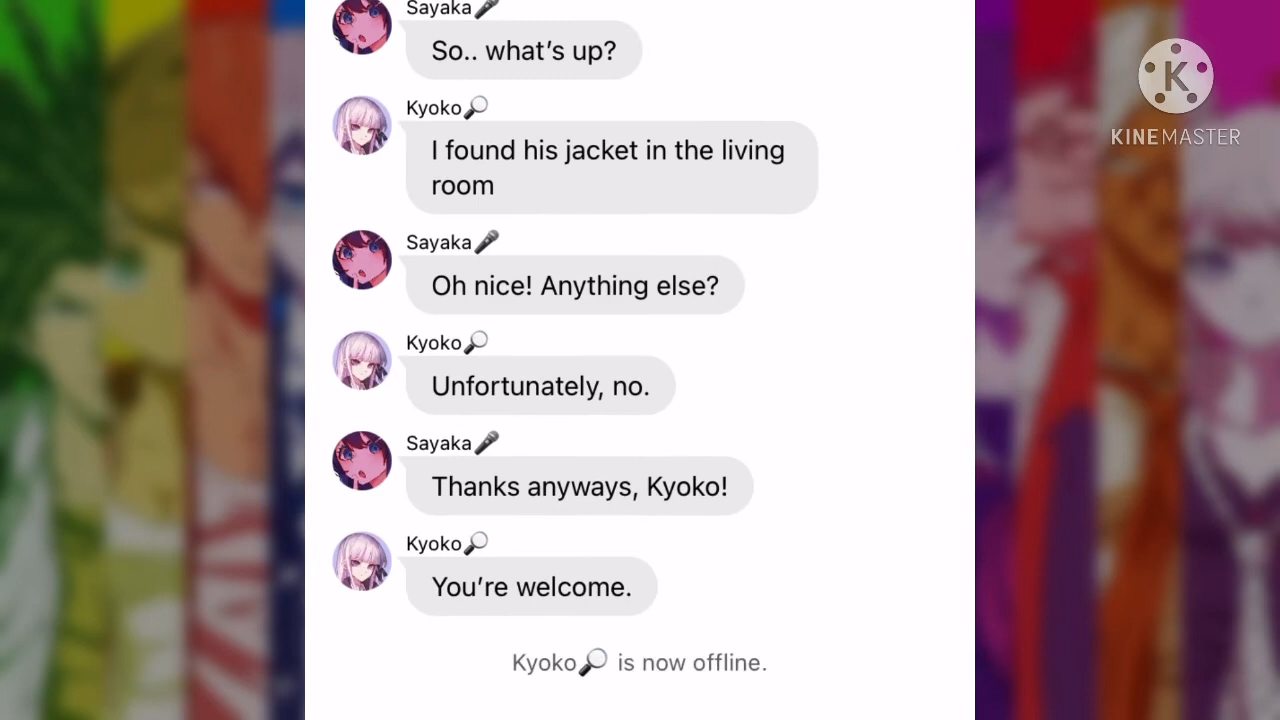 Sayaka🎤
So.. what's up?
Kyoko🔎
I found his jacket in the living
room
Sayaka🎤
Oh nice! Anything else?
Kyoko🔎
Unfortunately, no.
Sayaka🎤
Thanks anyways, Kyoko!
Kyoko🔎
You're welcome.
Kyoko🔎 is now offline.
K
KINEMASTER